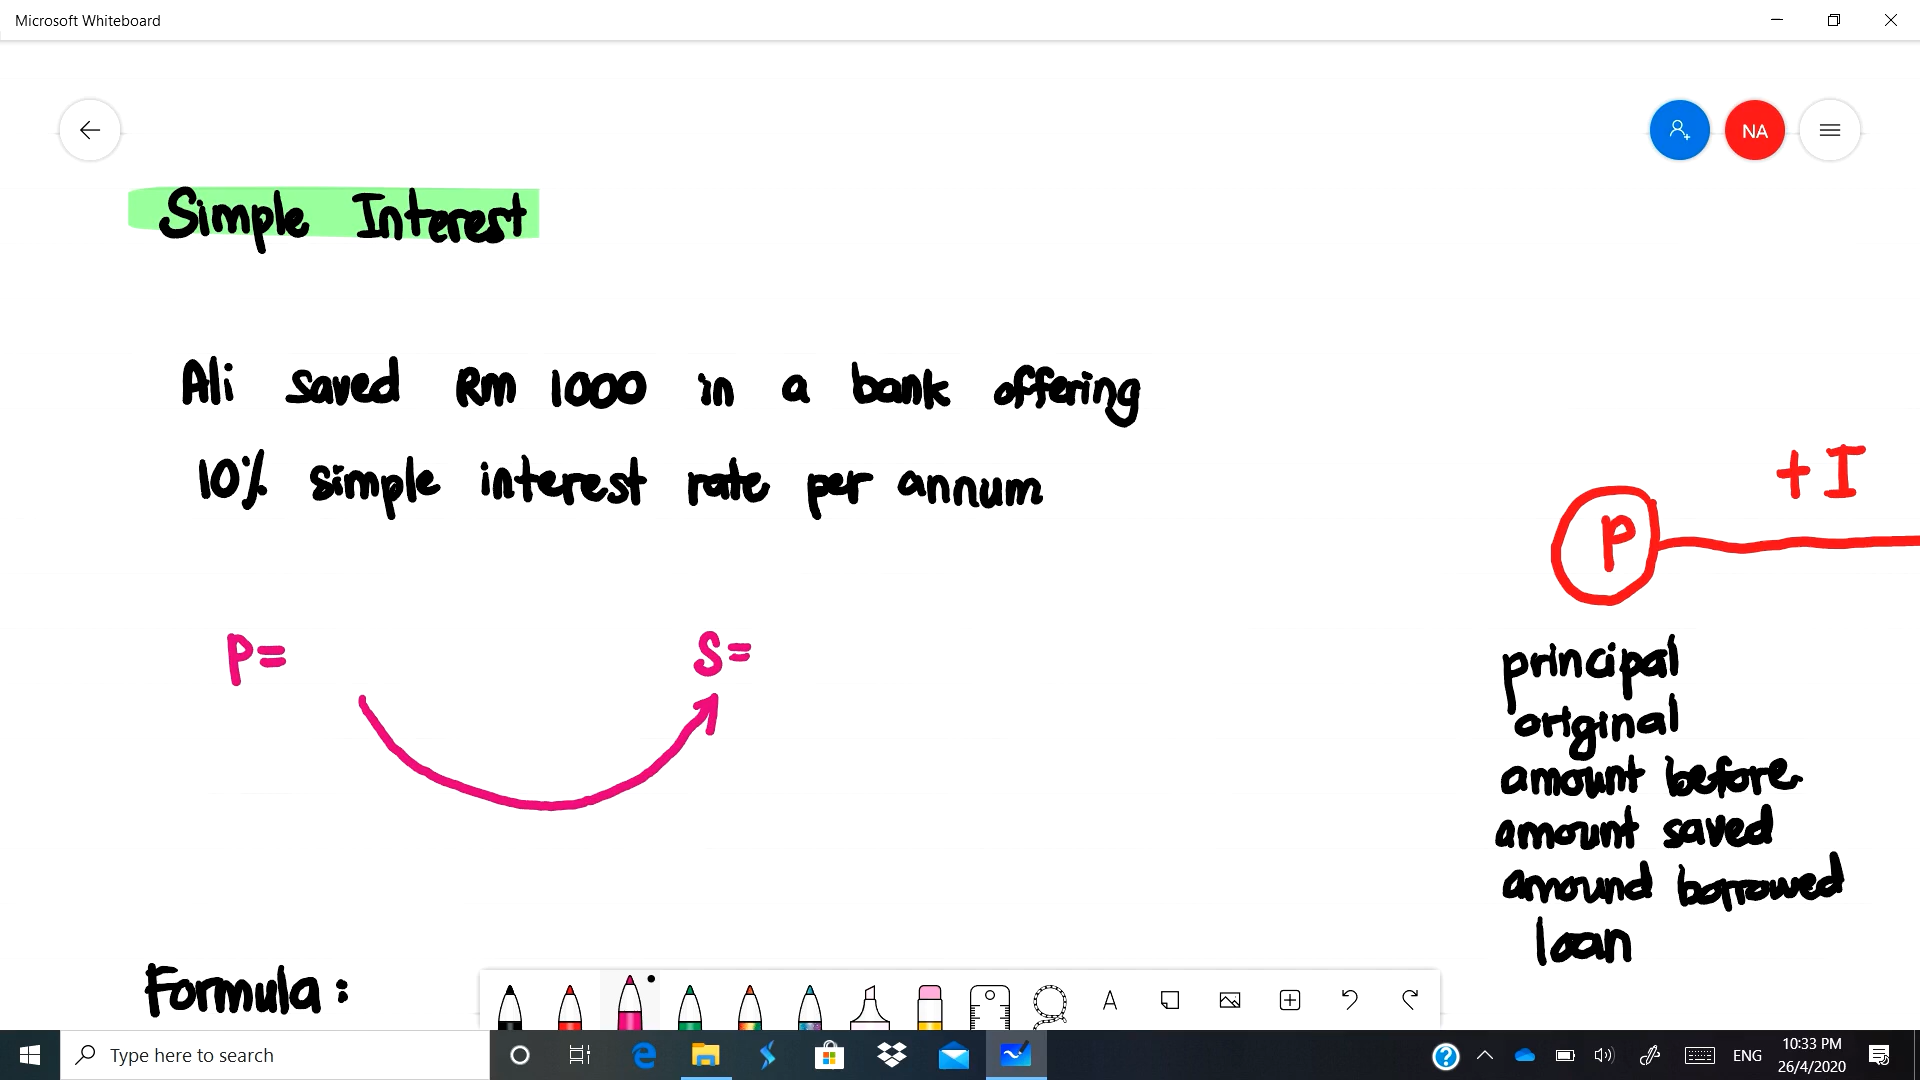 Microsoft Whiteboard
NA
Simple Interest
Ali saved Rm 1000 in a bank offering
10% simple interest rate per annum
+ I
P
P=
S=
principal
original
amount before
amount saved
amound borrowed
loan
Formula:
A
Type here to search
ENG
10:33 PM
26/4/2020